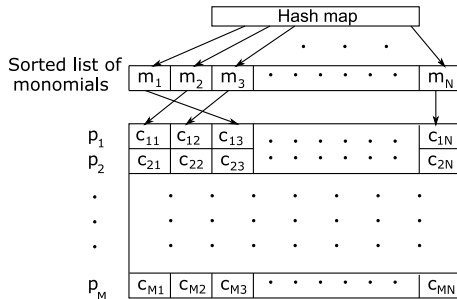 Hash map
. . .
Sorted list of
monomials
m1 m2 m3 . . . . . . mN
p1 c11 c12 c13 . . . . . . c1N
p2 c21 c22 c23 . . . . . . c2N
. . . . . . . .
. . . . . . . .
. . . . . . . .
pM cM1 cM2 cM3 . . . . . . cMN